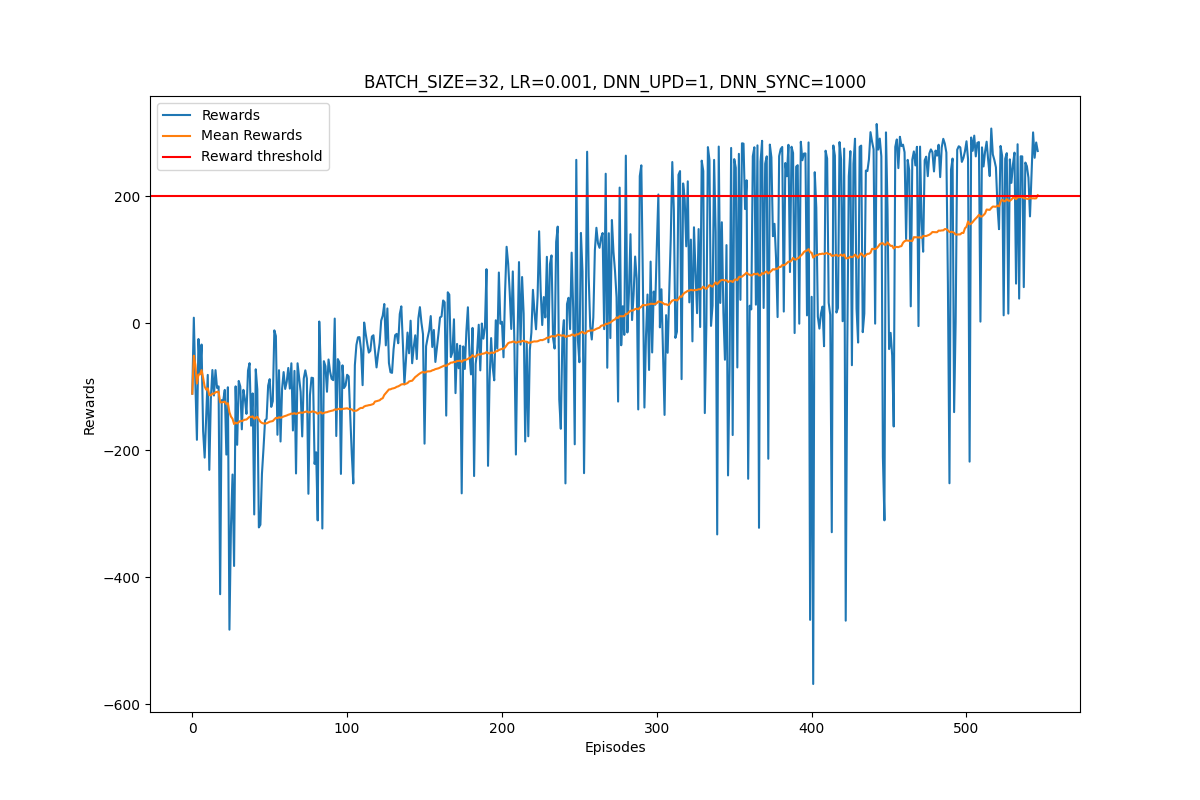 BATCH_SIZE=32, LR=0.001, DNN_UPD=1, DNN_SYNC=1000
Rewards
Mean Rewards
Reward threshold
200
0
−200
−400
−600
Rewards
0 100 200 300 400 500
Episodes